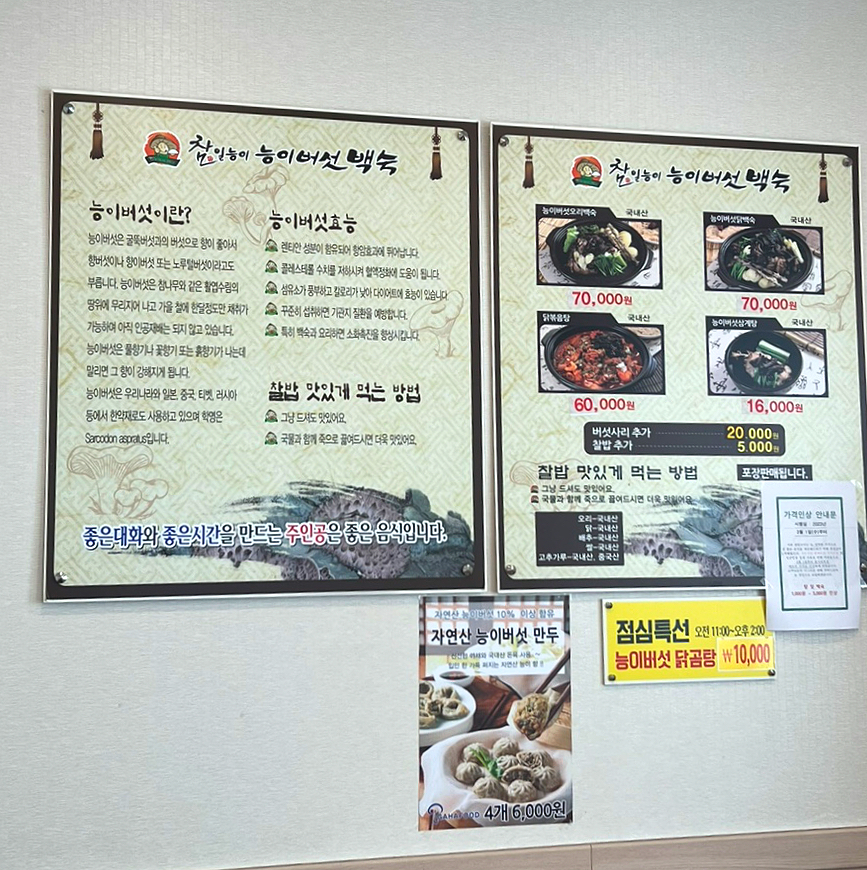 참일능이 능이버섯 백숙
능이버섯이란?
능이버섯은 굴뚝버섯과의 버섯으로 향이 좋아서
향버섯이나 향이버섯 또는 노루털버섯이라고도
부릅니다. 능이버섯은 참나무와 같은 활엽수림의
땅위에 무리지어 나고 가을 철에 한달정도만 채취가
가능하며 아직 인공재배는 되지 않고 있습니다.
능이버섯은 물향기나 꽃향기 또는 흙향기가 나는데
말리면 그 향이 강해지게 됩니다.
능이버섯은 우리나라와 일본, 중국, 티벳, 러시아
등에서 한약재로도 사용하고 있으며 학명은
Sarcodon aspratus입니다.
능이버섯효능
렌티안 성분이 함유되어 항암효과에 뛰어납니다.
콜레스테롤 수치를 저하시켜 혈액정화에 도움이 됩니다.
섬유소가 풍부하고 칼로리가 낮아 다이어트에 효능이 있습니다.
꾸준히 섭취하면 기관지 질환을 예방합니다.
특히 백숙과 요리하면 소화촉진을 향상시킵니다.
찰밥 맛있게 먹는 방법
그냥 드셔도 맛있어요.
국물과 함께 죽으로 끓여드시면 더욱 맛있어요.
좋은대화와 좋은시간을 만드는 주인공은 좋은 음식입니다.
참일능이 능이버섯 백숙
능이버섯오리백숙 국내산
70,000원
능이버섯닭백숙 국내산
70,000원
닭볶음탕 국내산
60,000원
능이버섯삼계탕 국내산
16,000원
버섯사리 추가 20,000원
찰밥 추가 5,000원
찰밥 맛있게 먹는 방법
포장판매됩니다.
그냥 드셔도 맛있어요.
국물과 함께 죽으로 끓여드시면 더욱 맛있어요.
오리-국내산
닭-국내산
배추-국내산
쌀-국내산
고추가루-국내산, 중국산
가격인상 안내문
자연산 능이버섯 10% 이상 함유
자연산 능이버섯 만두
4개 6,000원
점심특선 오전 11:00~오후 2:00
능이버섯 닭곰탕 ₩10,000